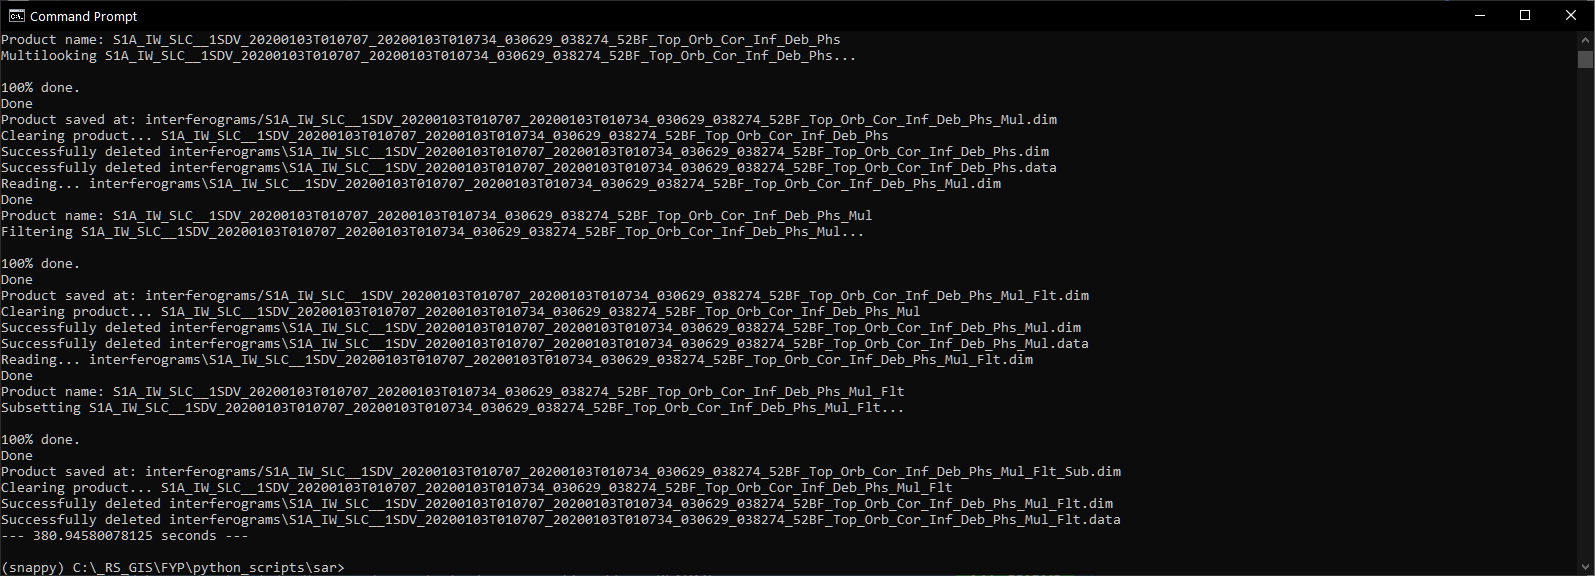 Command Prompt
Product name: S1A_IW_SLC__1SDV_20200103T010707_20200103T010734_030629_038274_52BF_Top_Orb_Cor_Inf_Deb_Phs
Multilooking S1A_IW_SLC__1SDV_20200103T010707_20200103T010734_030629_038274_52BF_Top_Orb_Cor_Inf_Deb_Phs...
100% done.
Done
Product saved at: interferograms/S1A_IW_SLC__1SDV_20200103T010707_20200103T010734_030629_038274_52BF_Top_Orb_Cor_Inf_Deb_Phs_Mul.dim
Clearing product... S1A_IW_SLC__1SDV_20200103T010707_20200103T010734_030629_038274_52BF_Top_Orb_Cor_Inf_Deb_Phs
Successfully deleted interferograms\S1A_IW_SLC__1SDV_20200103T010707_20200103T010734_030629_038274_52BF_Top_Orb_Cor_Inf_Deb_Phs.dim
Successfully deleted interferograms\S1A_IW_SLC__1SDV_20200103T010707_20200103T010734_030629_038274_52BF_Top_Orb_Cor_Inf_Deb_Phs.data
Reading... interferograms\S1A_IW_SLC__1SDV_20200103T010707_20200103T010734_030629_038274_52BF_Top_Orb_Cor_Inf_Deb_Phs_Mul.dim
Done
Product name: S1A_IW_SLC__1SDV_20200103T010707_20200103T010734_030629_038274_52BF_Top_Orb_Cor_Inf_Deb_Phs_Mul
Filtering S1A_IW_SLC__1SDV_20200103T010707_20200103T010734_030629_038274_52BF_Top_Orb_Cor_Inf_Deb_Phs_Mul...
100% done.
Done
Product saved at: interferograms/S1A_IW_SLC__1SDV_20200103T010707_20200103T010734_030629_038274_52BF_Top_Orb_Cor_Inf_Deb_Phs_Mul_Flt.dim
Clearing product... S1A_IW_SLC__1SDV_20200103T010707_20200103T010734_030629_038274_52BF_Top_Orb_Cor_Inf_Deb_Phs_Mul
Successfully deleted interferograms\S1A_IW_SLC__1SDV_20200103T010707_20200103T010734_030629_038274_52BF_Top_Orb_Cor_Inf_Deb_Phs_Mul.dim
Successfully deleted interferograms\S1A_IW_SLC__1SDV_20200103T010707_20200103T010734_030629_038274_52BF_Top_Orb_Cor_Inf_Deb_Phs_Mul.data
Reading... interferograms\S1A_IW_SLC__1SDV_20200103T010707_20200103T010734_030629_038274_52BF_Top_Orb_Cor_Inf_Deb_Phs_Mul_Flt.dim
Done
Product name: S1A_IW_SLC__1SDV_20200103T010707_20200103T010734_030629_038274_52BF_Top_Orb_Cor_Inf_Deb_Phs_Mul_Flt
Subsetting S1A_IW_SLC__1SDV_20200103T010707_20200103T010734_030629_038274_52BF_Top_Orb_Cor_Inf_Deb_Phs_Mul_Flt...
100% done.
Done
Product saved at: interferograms/S1A_IW_SLC__1SDV_20200103T010707_20200103T010734_030629_038274_52BF_Top_Orb_Cor_Inf_Deb_Phs_Mul_Flt_Sub.dim
Clearing product... S1A_IW_SLC__1SDV_20200103T010707_20200103T010734_030629_038274_52BF_Top_Orb_Cor_Inf_Deb_Phs_Mul_Flt
Successfully deleted interferograms\S1A_IW_SLC__1SDV_20200103T010707_20200103T010734_030629_038274_52BF_Top_Orb_Cor_Inf_Deb_Phs_Mul_Flt.dim
Successfully deleted interferograms\S1A_IW_SLC__1SDV_20200103T010707_20200103T010734_030629_038274_52BF_Top_Orb_Cor_Inf_Deb_Phs_Mul_Flt.data
--- 380.94580078125 seconds ---
(snappy) C:\_RS_GIS\FYP\python_scripts\sar>